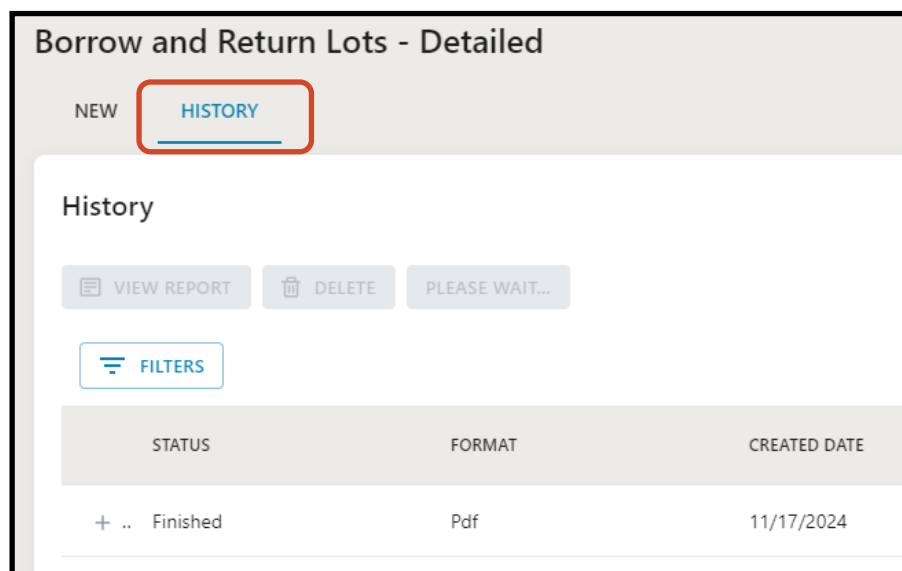 Borrow and Return Lots - Detailed
NEW HISTORY
History
VIEW REPORT DELETE PLEASE WAIT...
FILTERS
STATUS FORMAT CREATED DATE
+ .. Finished Pdf 11/17/2024